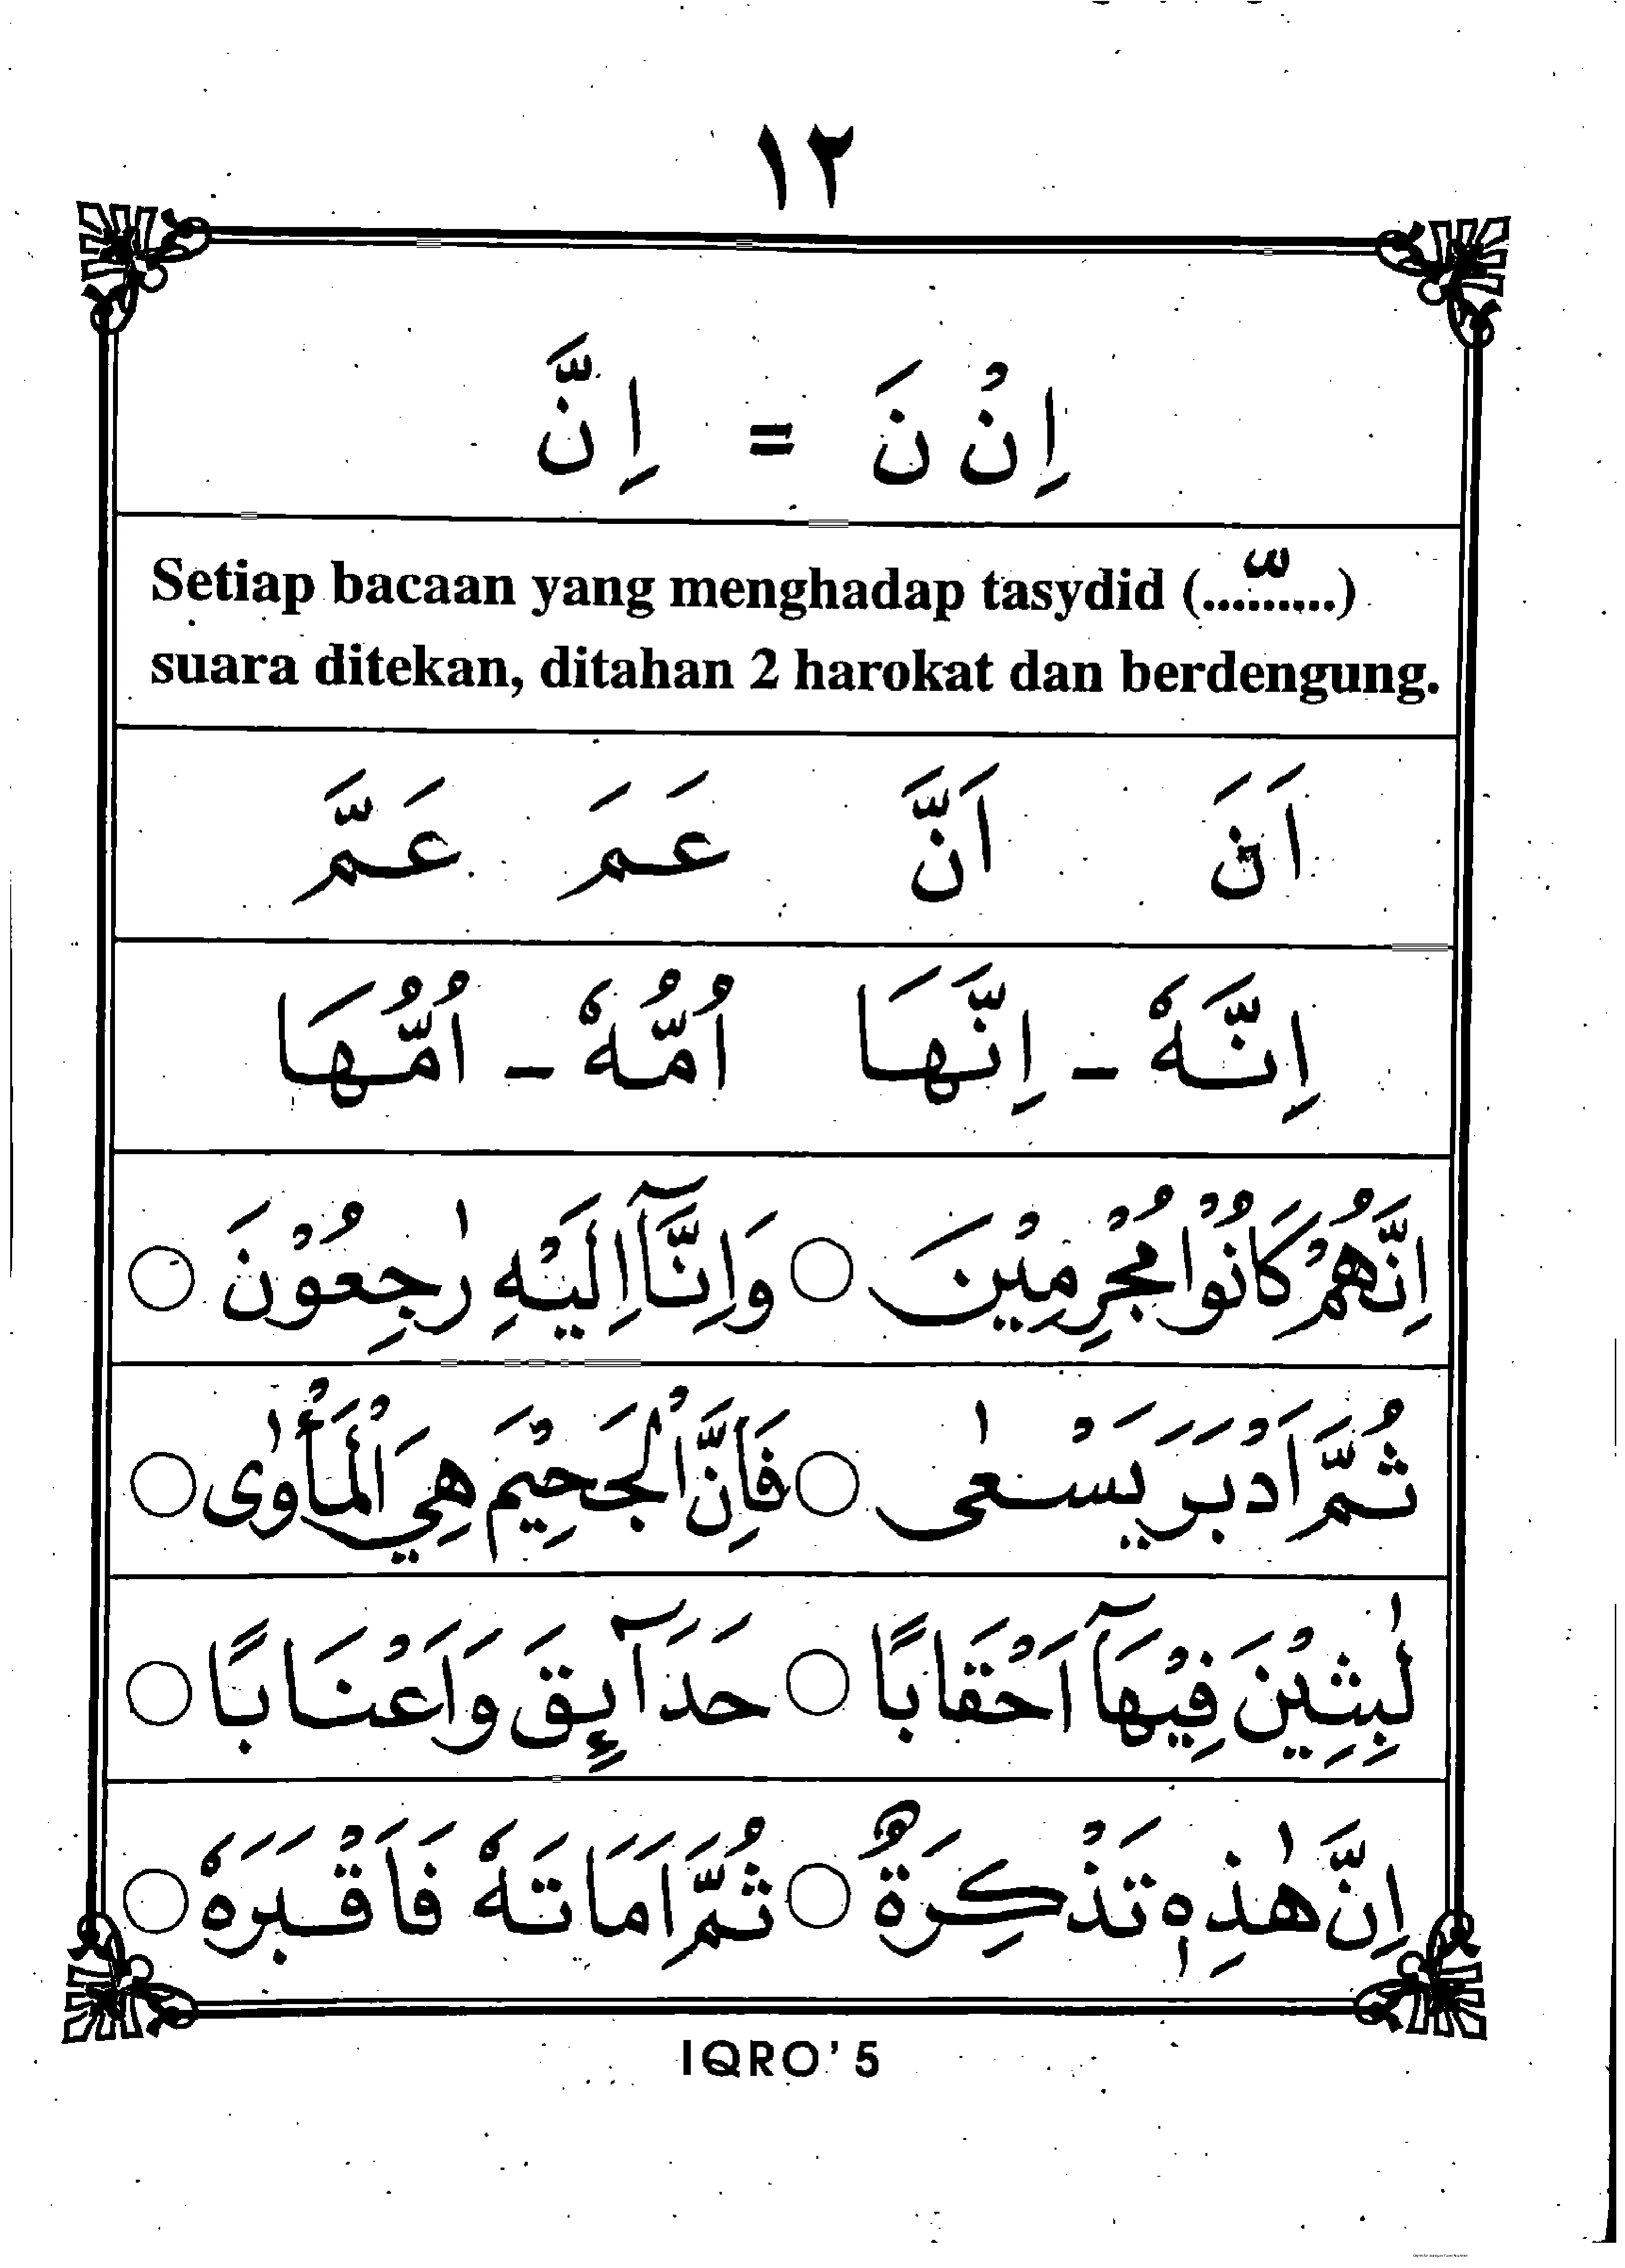 ١٢
اِنْ نَ = اِنَّ
Setiap bacaan yang menghadap tasydid (....ّ.....)
suara ditekan, ditahan 2 harokat dan berdengung.
اَنَ اَنَّ عَمَ عَمَّ
اِنَّهٗ ـ اِنَّهَا اُمُّهٗ ـ اُمُّهَا
اِنَّهُمْ كَانُوْا مُجْرِمِيْنَ ○ وَاِنَّآ اِلَيْهِ رٰجِعُوْنَ ○
ثُمَّ اَدْبَرَ يَسْعٰى ○ فَاِنَّ الْجَحِيْمَ هِيَ الْمَأْوٰى ○
لٰبِثِيْنَ فِيْهَآ اَحْقَابًا ○ حَدَآئِقَ وَاَعْنَابًا ○
اِنَّ هٰذِهٖ تَذْكِرَةٌ ○ ثُمَّ اَمَاتَهٗ فَاَقْبَرَهٗ ○
IQRO' 5